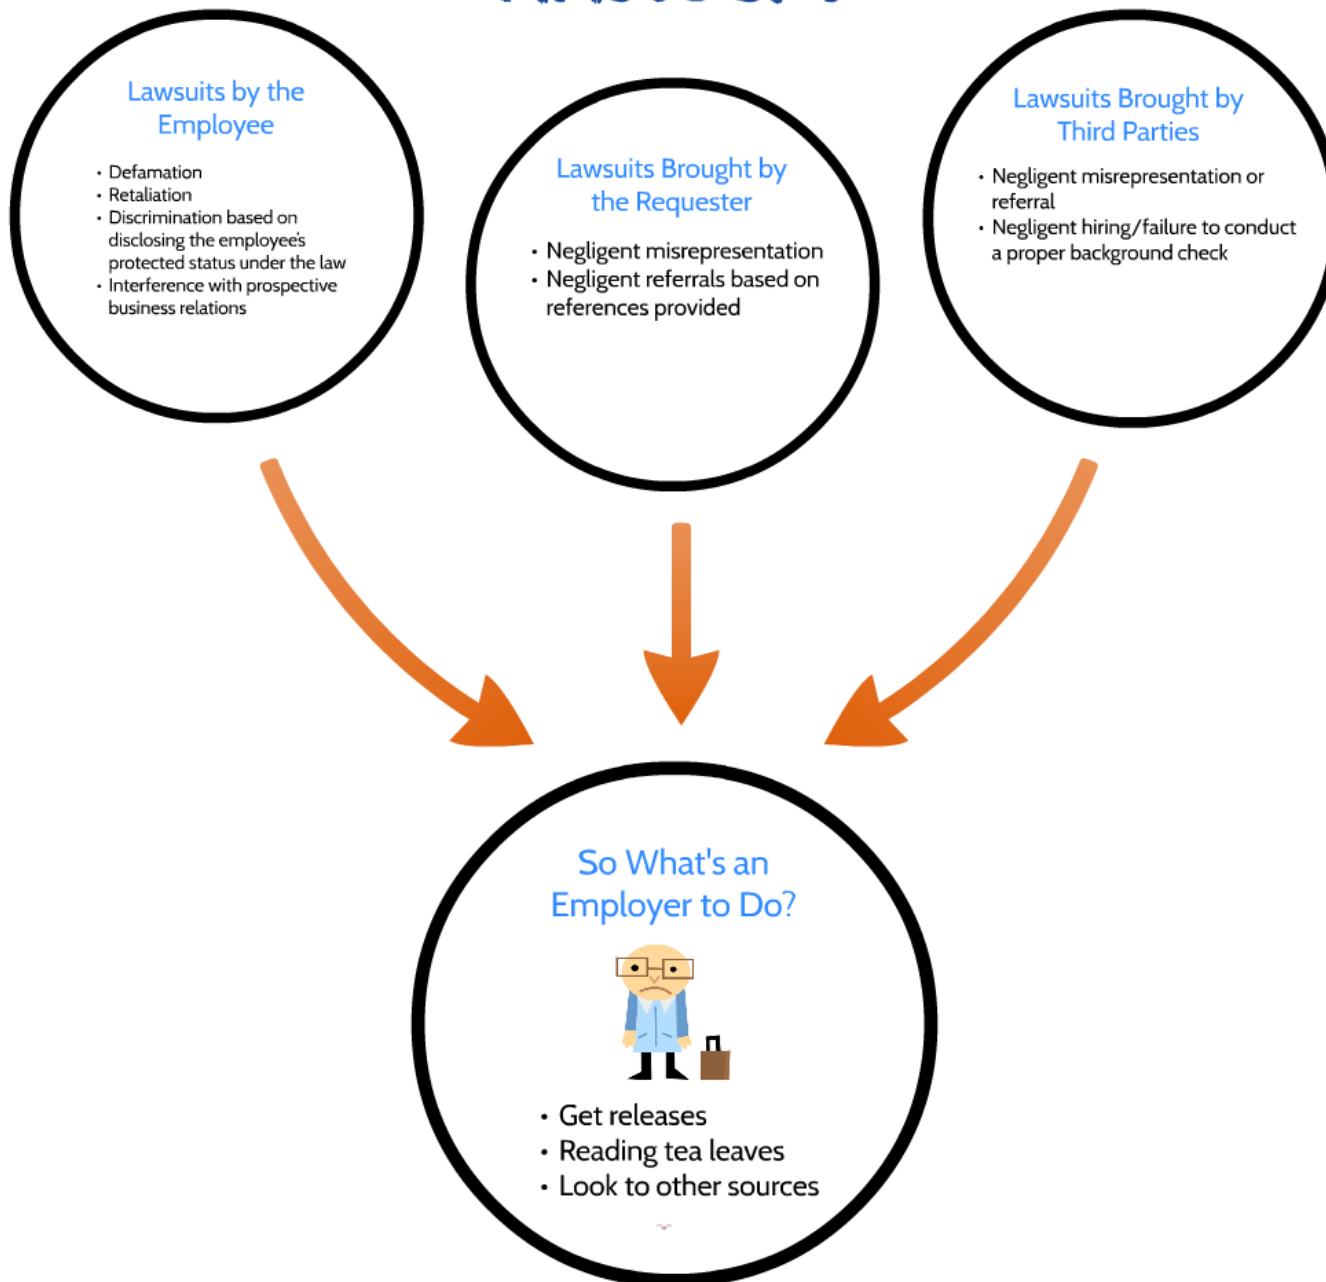 Lawsuits by the
Employee
• Defamation
• Retaliation
• Discrimination based on
disclosing the employee's
protected status under the law
• Interference with prospective
business relations
Lawsuits Brought by
the Requester
• Negligent misrepresentation
• Negligent referrals based on
references provided
Lawsuits Brought by
Third Parties
• Negligent misrepresentation or
referral
• Negligent hiring/failure to conduct
a proper background check
So What's an
Employer to Do?
• Get releases
• Reading tea leaves
• Look to other sources